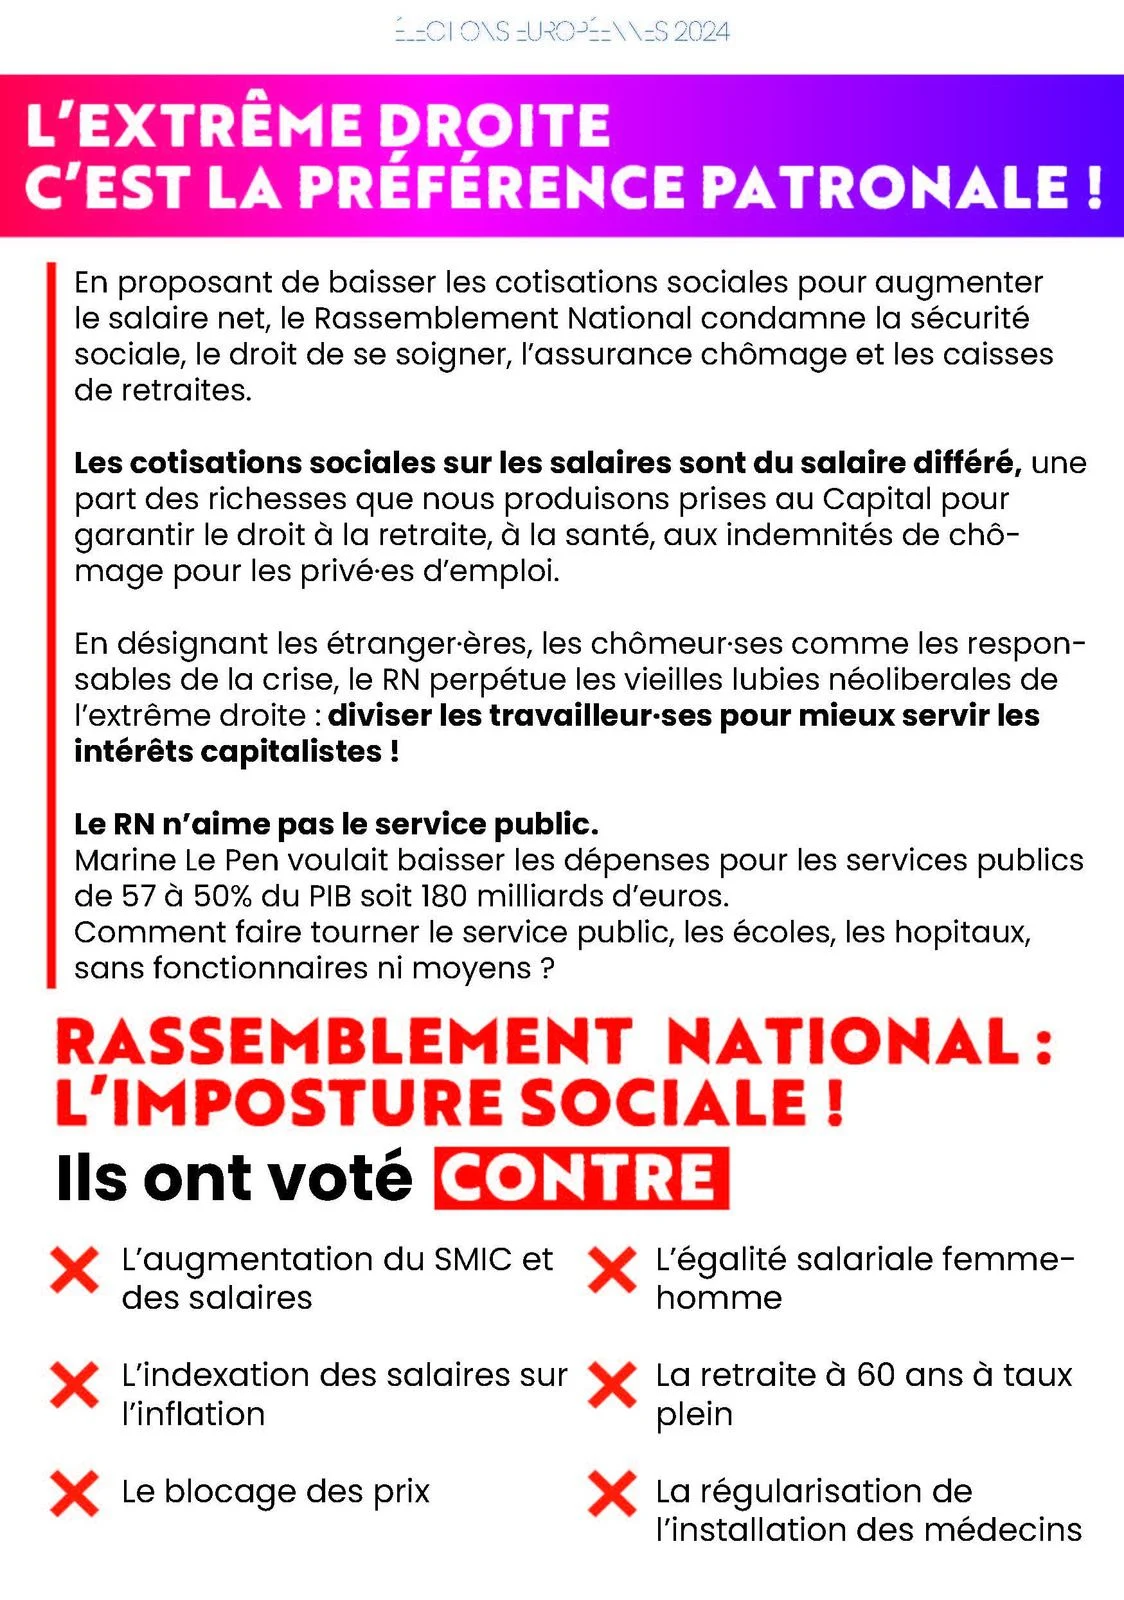 ÉLECTIONS EUROPÉENNES 2024
L'EXTRÊME DROITE
C'EST LA PRÉFÉRENCE PATRONALE !
En proposant de baisser les cotisations sociales pour augmenter
le salaire net, le Rassemblement National condamne la sécurité
sociale, le droit de se soigner, l'assurance chômage et les caisses
de retraites.
Les cotisations sociales sur les salaires sont du salaire différé, une
part des richesses que nous produisons prises au Capital pour
garantir le droit à la retraite, à la santé, aux indemnités de chô-
mage pour les privé·es d'emploi.
En désignant les étranger·ères, les chômeur·ses comme les respon-
sables de la crise, le RN perpétue les vieilles lubies néoliberales de
l'extrême droite : diviser les travailleur·ses pour mieux servir les
intérêts capitalistes !
Le RN n'aime pas le service public.
Marine Le Pen voulait baisser les dépenses pour les services publics
de 57 à 50% du PIB soit 180 milliards d'euros.
Comment faire tourner le service public, les écoles, les hopitaux,
sans fonctionnaires ni moyens ?
RASSEMBLEMENT NATIONAL :
L'IMPOSTURE SOCIALE !
Ils ont voté CONTRE
L'augmentation du SMIC et
des salaires
L'indexation des salaires sur
l'inflation
Le blocage des prix
L'égalité salariale femme-
homme
La retraite à 60 ans à taux
plein
La régularisation de
l'installation des médecins